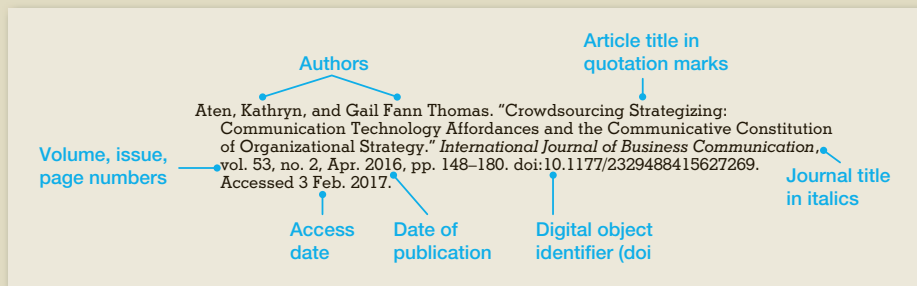 Authors
Article title in
quotation marks
Aten, Kathryn, and Gail Fann Thomas. “Crowdsourcing Strategizing:
Communication Technology Affordances and the Communicative Constitution
of Organizational Strategy.” International Journal of Business Communication,
vol. 53, no. 2, Apr. 2016, pp. 148–180. doi:10.1177/2329488415627269.
Accessed 3 Feb. 2017.
Volume, issue,
page numbers
Journal title
in italics
Access
date
Date of
publication
Digital object
identifier (doi